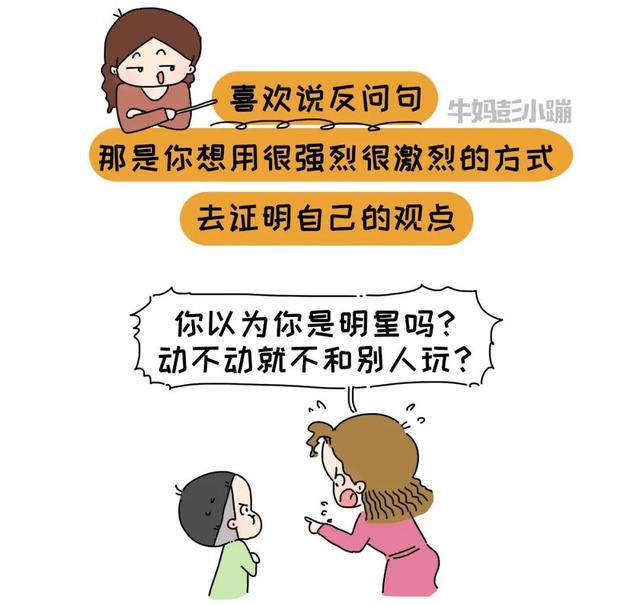 喜欢说反问句
牛妈彭小蹦
那是你想用很强烈很激烈的方式
去证明自己的观点
你以为你是明星吗？
动不动就不和别人玩？